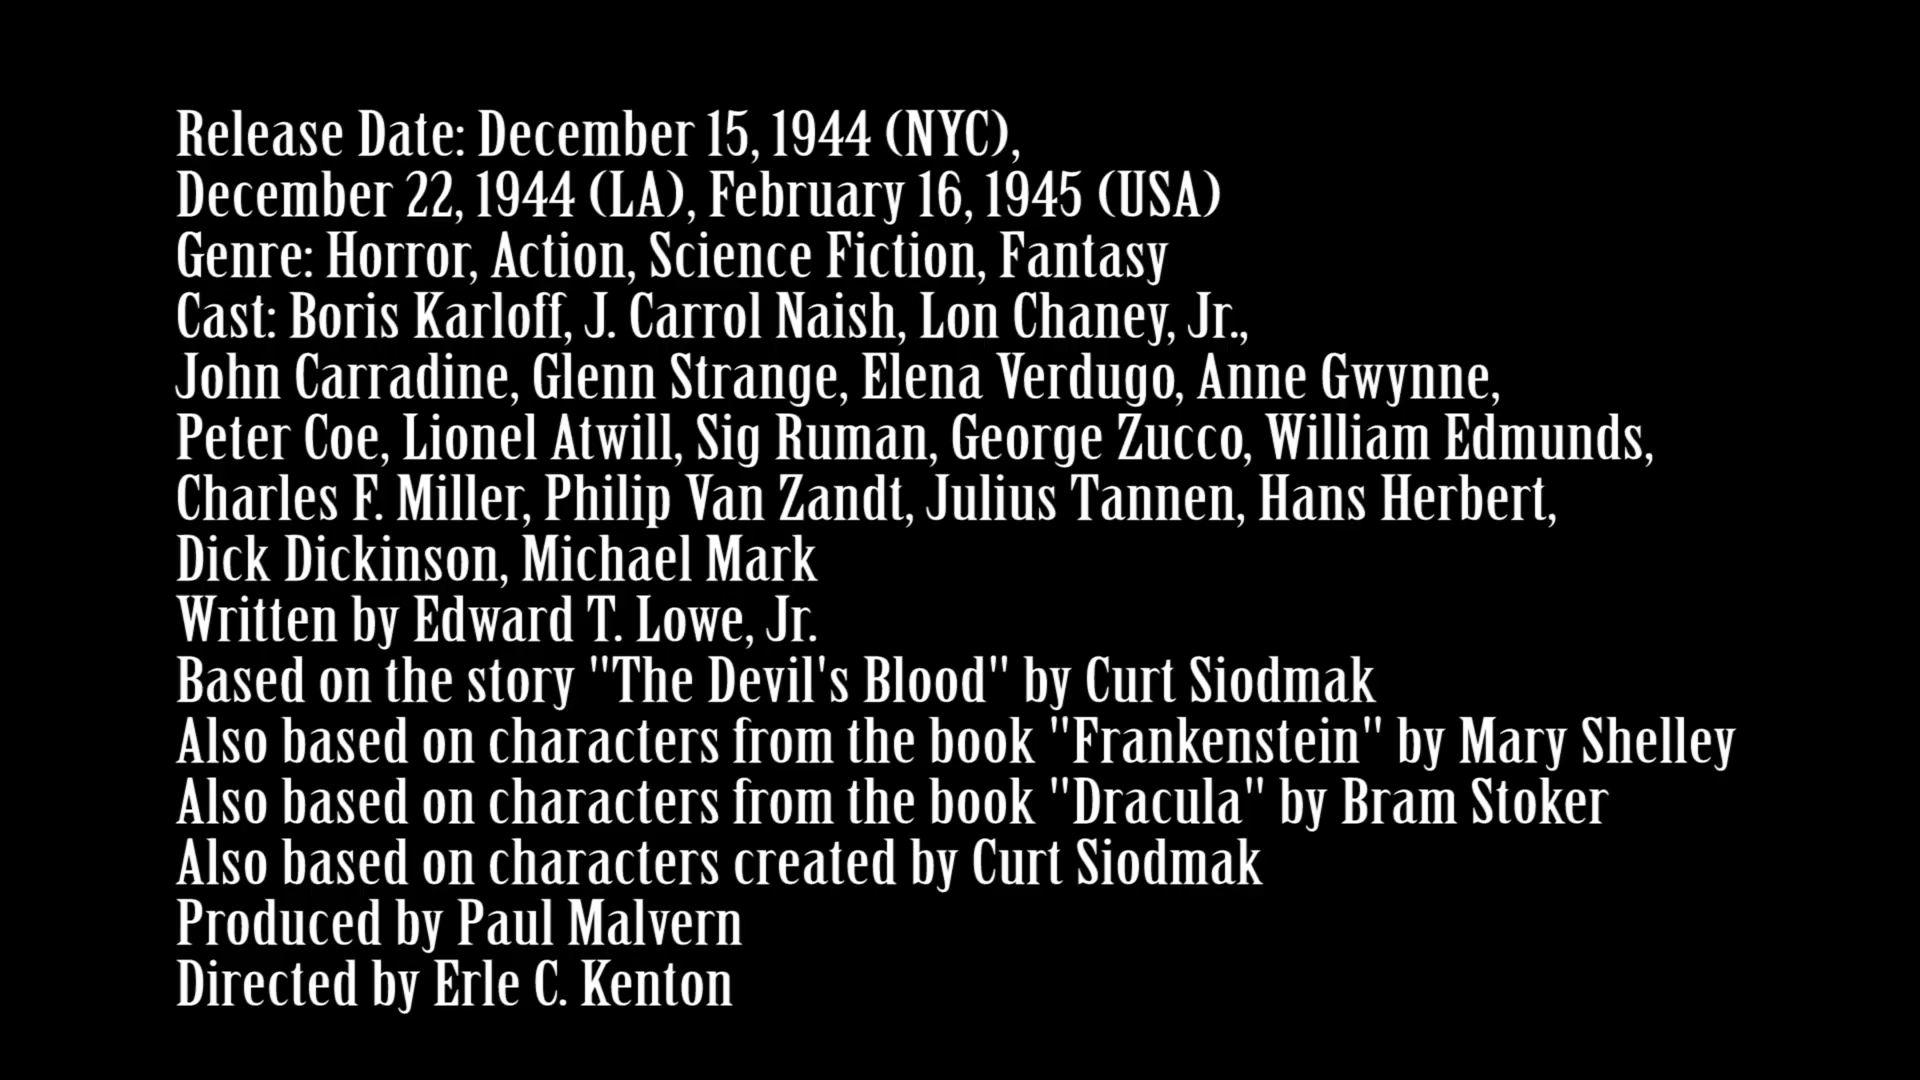 Release Date: December 15, 1944 (NYC),
December 22, 1944 (LA), February 16, 1945 (USA)
Genre: Horror, Action, Science Fiction, Fantasy
Cast: Boris Karloff, J. Carrol Naish, Lon Chaney, Jr.,
John Carradine, Glenn Strange, Elena Verdugo, Anne Gwynne,
Peter Coe, Lionel Atwill, Sig Ruman, George Zucco, William Edmunds,
Charles F. Miller, Philip Van Zandt, Julius Tannen, Hans Herbert,
Dick Dickinson, Michael Mark
Written by Edward T. Lowe, Jr.
Based on the story "The Devil's Blood" by Curt Siodmak
Also based on characters from the book "Frankenstein" by Mary Shelley
Also based on characters from the book "Dracula" by Bram Stoker
Also based on characters created by Curt Siodmak
Produced by Paul Malvern
Directed by Erle C. Kenton